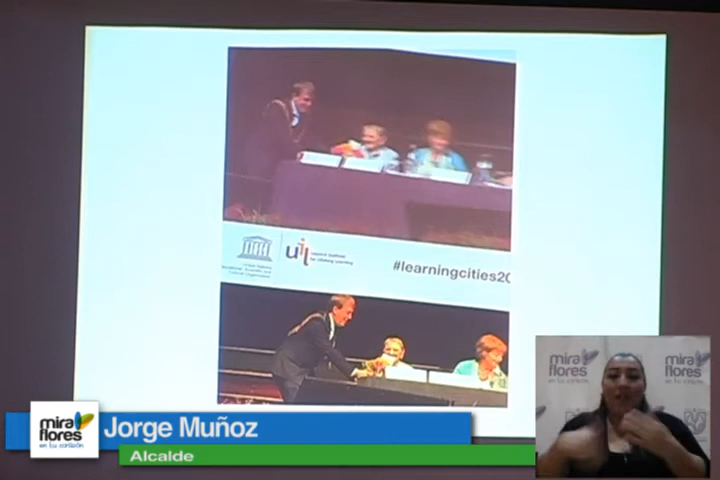 uil
#learningcities20
mira
flores
en tu corazón
mira
flores
en tu corazón
mira
flores
en tu corazón
Jorge Muñoz
Alcalde